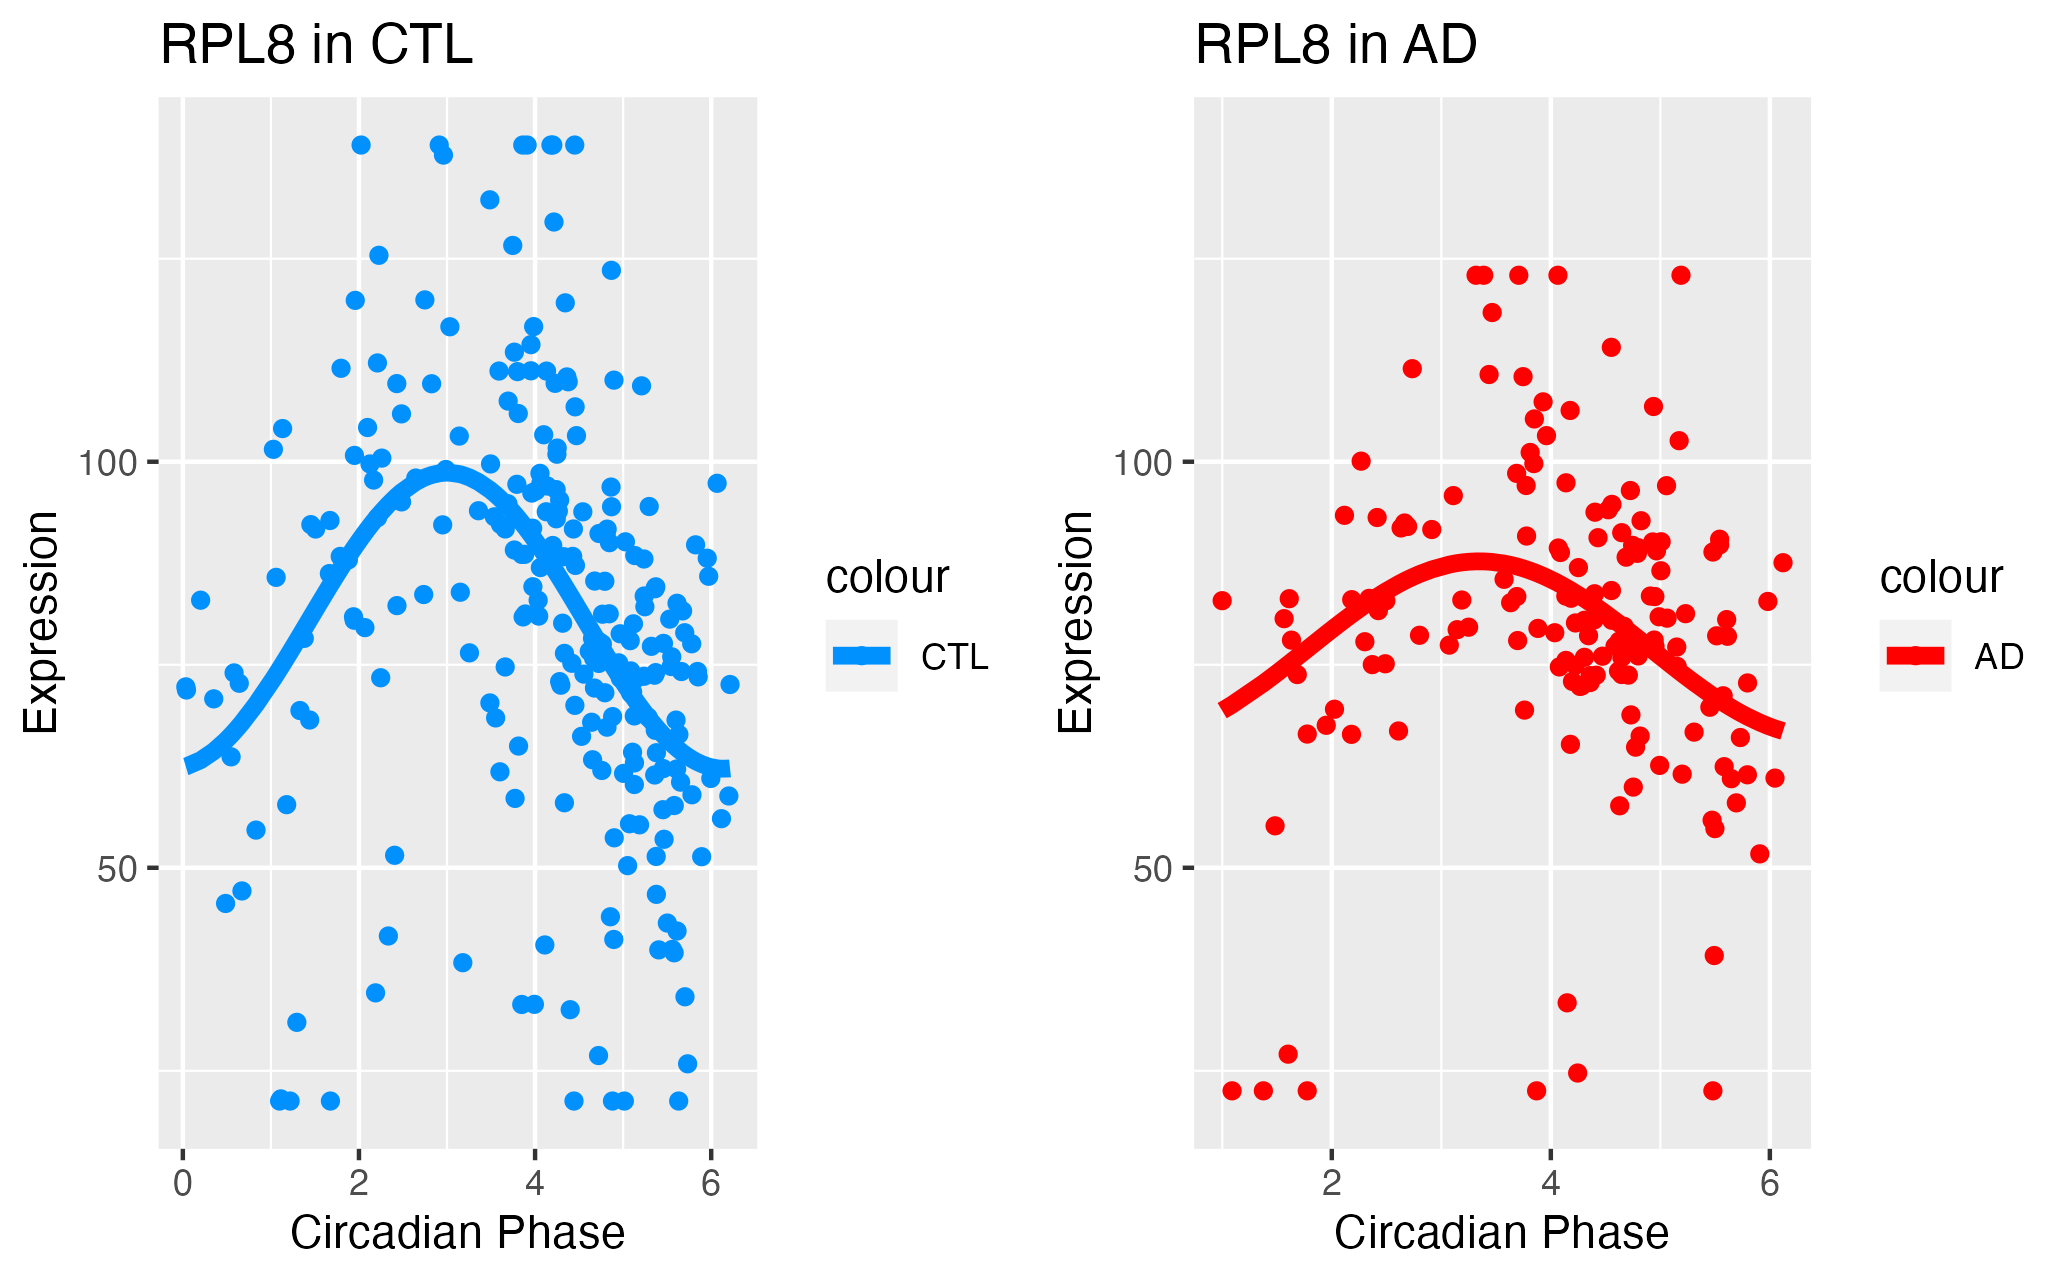 RPL8 in CTL
Expression
100
50
0 2 4 6
Circadian Phase
colour
CTL
RPL8 in AD
Expression
100
50
2 4 6
Circadian Phase
colour
AD